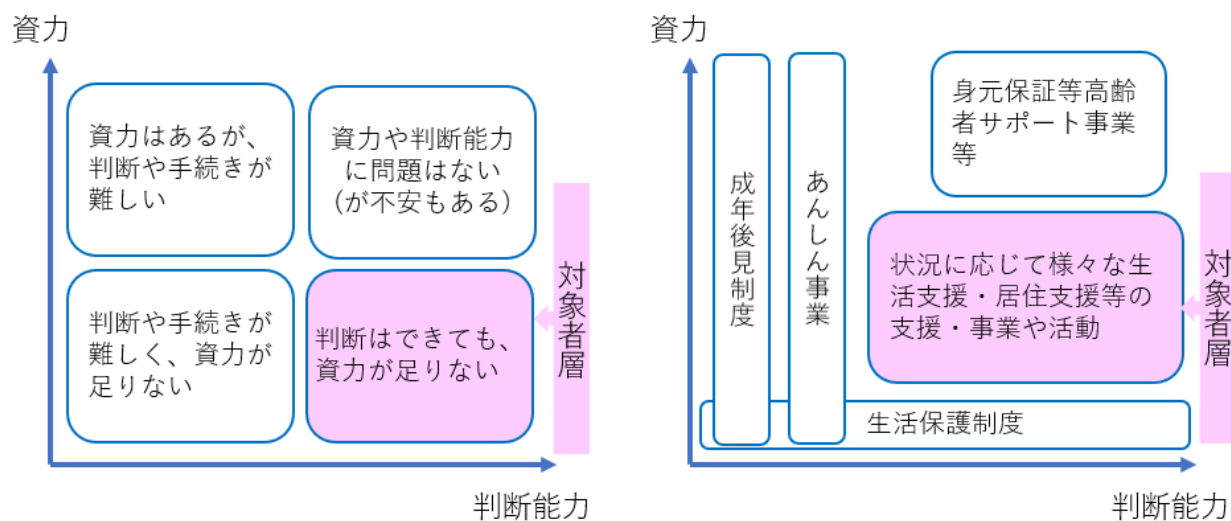 資力
資力はあるが、
判断や手続きが
難しい
資力や判断能力
に問題はない
（が不安もある）
判断や手続きが
難しく、資力が
足りない
判断はできても、
資力が足りない
対象者層
判断能力
資力
成年後見制度
あんしん事業
身元保証等高齢
者サポート事業
等
状況に応じて様々な生
活支援・居住支援等の
支援・事業や活動
生活保護制度
対象者層
判断能力